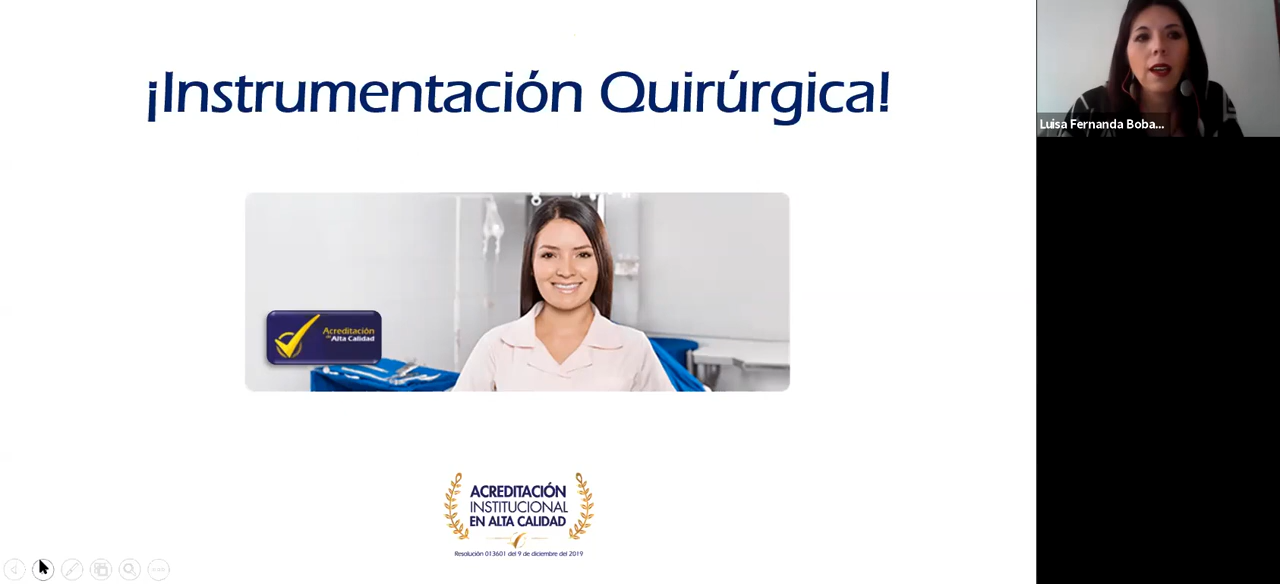 ¡Instrumentación Quirúrgica!
Luisa Fernanda Boba...
Acreditación
de Alta Calidad
ACREDITACIÓN
INSTITUCIONAL
EN ALTA CALIDAD
Resolución 013601 del 9 de diciembre del 2019